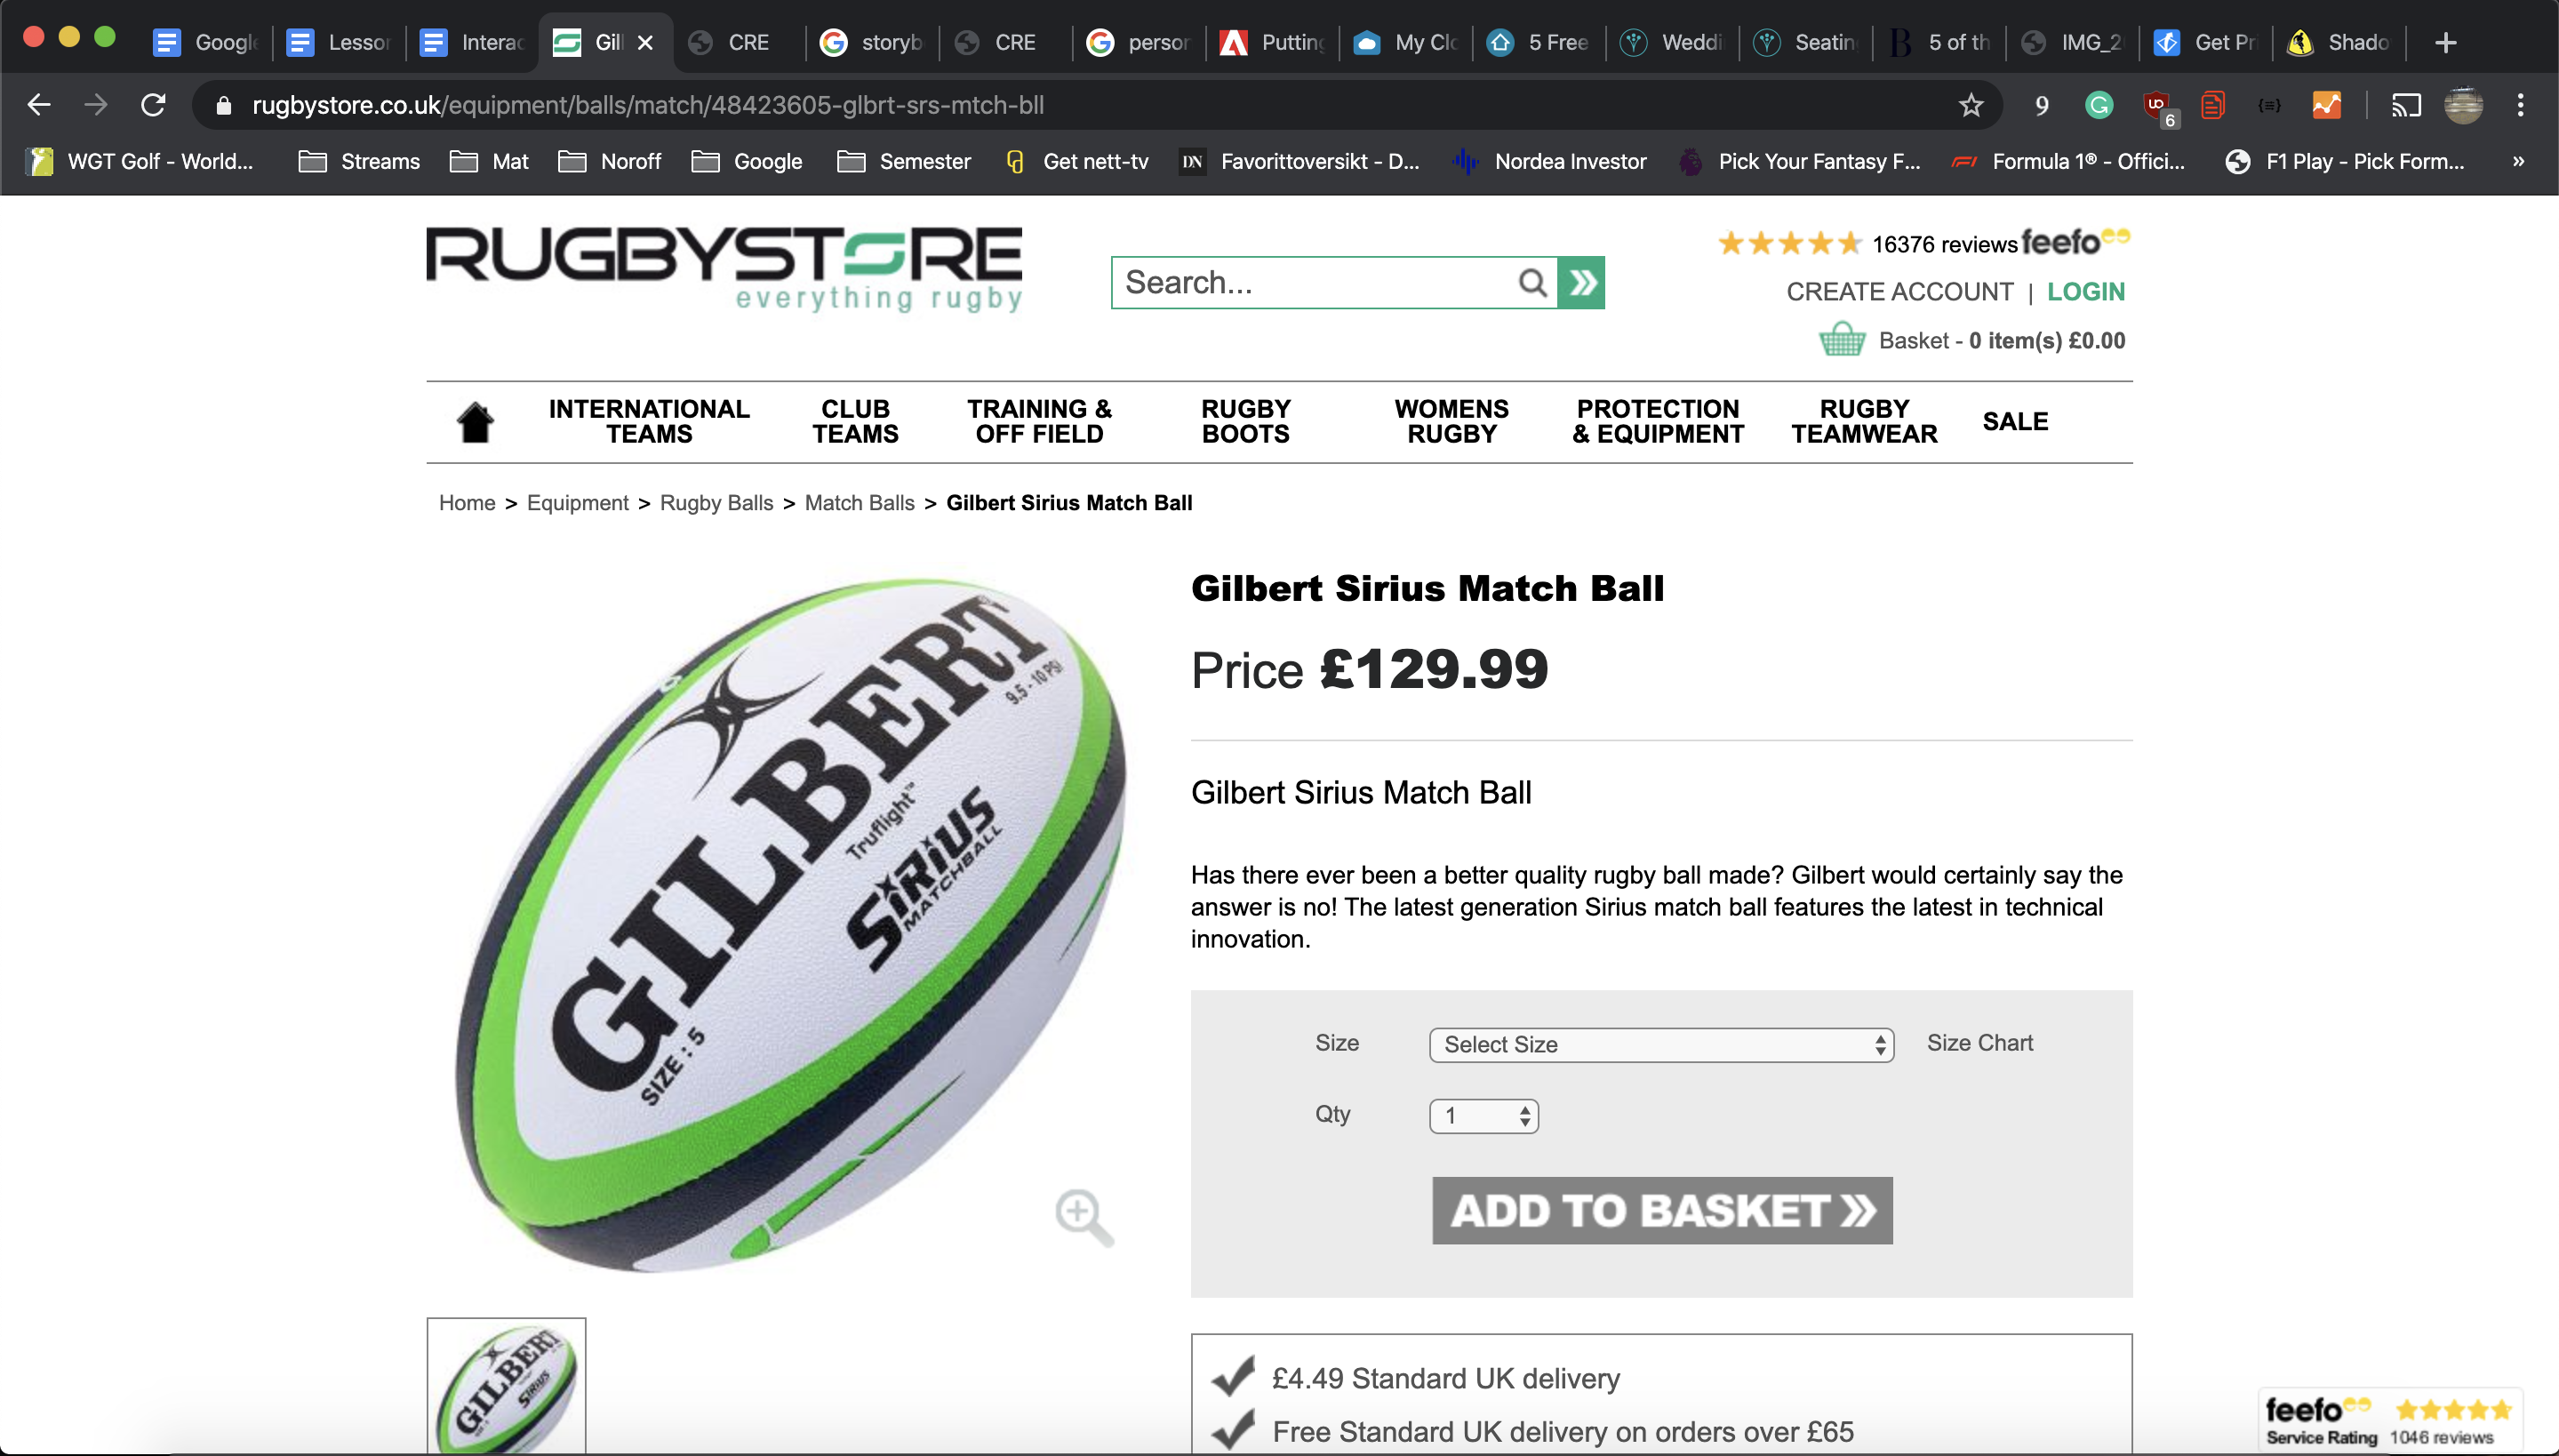 Google
Lesson
Interac
Gil
CRE
storyb
CRE
person
Putting
My Clo
5 Free
Weddi
Seatin
5 of th
IMG_2
Get Pri
Shado
rugbystore.co.uk/equipment/balls/match/48423605-glbrt-srs-mtch-bll
9
6
WGT Golf - World...
Streams
Mat
Noroff
Google
Semester
Get nett-tv
DN
Favorittoversikt - D...
Nordea Investor
Pick Your Fantasy F...
Formula 1® - Offici...
F1 Play - Pick Form...
»
RUGBYSTORE
everything rugby
Search...
16376 reviews feefo
CREATE ACCOUNT | LOGIN
Basket - 0 item(s) £0.00
INTERNATIONAL
TEAMS
CLUB
TEAMS
TRAINING &
OFF FIELD
RUGBY
BOOTS
WOMENS
RUGBY
PROTECTION
& EQUIPMENT
RUGBY
TEAMWEAR
SALE
Home > Equipment > Rugby Balls > Match Balls > Gilbert Sirius Match Ball
GILBERT
9.5 - 10 PSI
Truflight™
SIRIUS
MATCHBALL
SIZE : 5
Gilbert Sirius Match Ball
Price £129.99
Gilbert Sirius Match Ball
Has there ever been a better quality rugby ball made? Gilbert would certainly say the
answer is no! The latest generation Sirius match ball features the latest in technical
innovation.
Size
Select Size
Size Chart
Qty
1
ADD TO BASKET »
GILBERT
SIRIUS
£4.49 Standard UK delivery
Free Standard UK delivery on orders over £65
feefo
Service Rating 1046 reviews